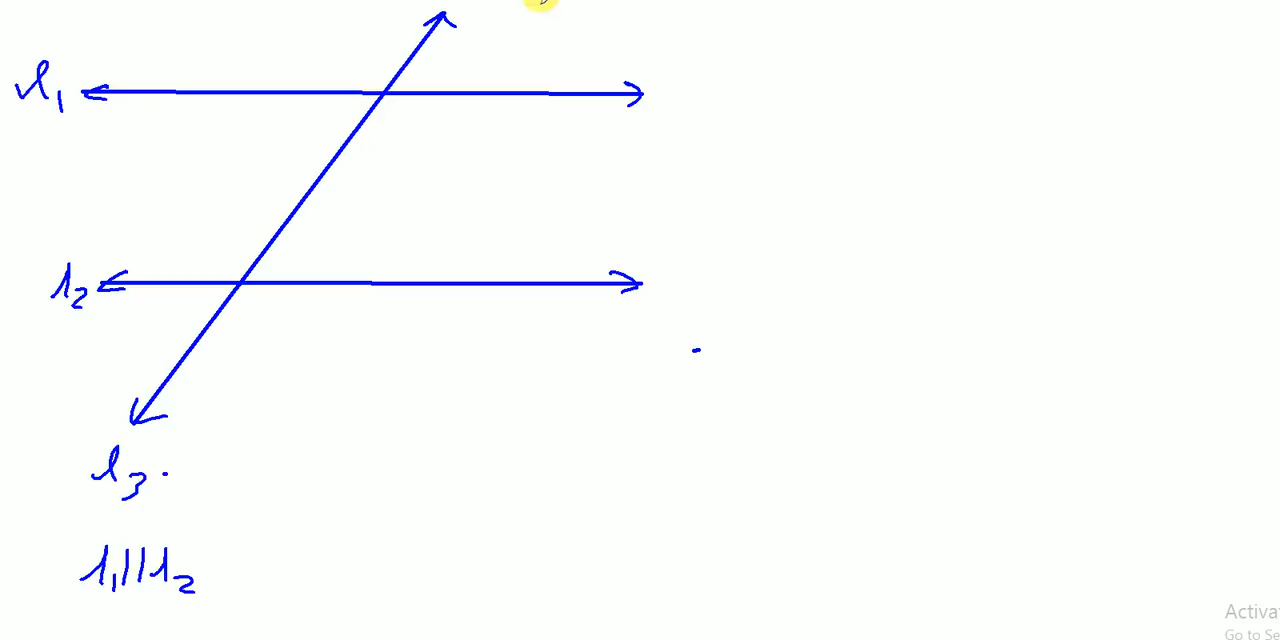 l₁
l₂
l₃.
l₁||l₂
Activa
Go to Se